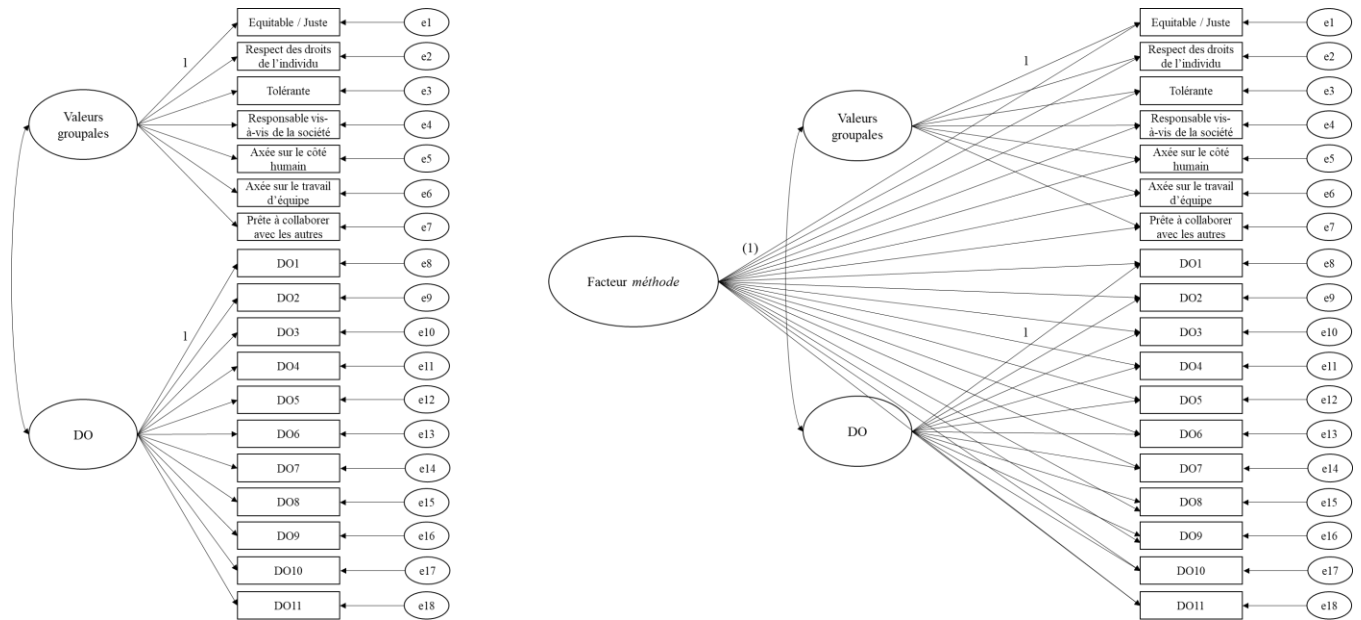 Equitable / Juste
e1
1
Respect des droits
de l'individu
e2
Tolérante
e3
Valeurs
groupales
Responsable vis-
à-vis de la société
e4
Axée sur le côté
humain
e5
Axée sur le travail
d'équipe
e6
Prête à collaborer
avec les autres
e7
DO1
e8
DO2
e9
1
DO3
e10
DO4
e11
DO5
e12
DO
DO6
e13
DO7
e14
DO8
e15
DO9
e16
DO10
e17
DO11
e18
Equitable / Juste
e1
1
Respect des droits
de l'individu
e2
Tolérante
e3
Valeurs
groupales
Responsable vis-
à-vis de la société
e4
Axée sur le côté
humain
e5
Axée sur le travail
d'équipe
e6
Prête à collaborer
avec les autres
e7
(1)
Facteur méthode
DO1
e8
DO2
e9
1
DO3
e10
DO4
e11
DO5
e12
DO
DO6
e13
DO7
e14
DO8
e15
DO9
e16
DO10
e17
DO11
e18